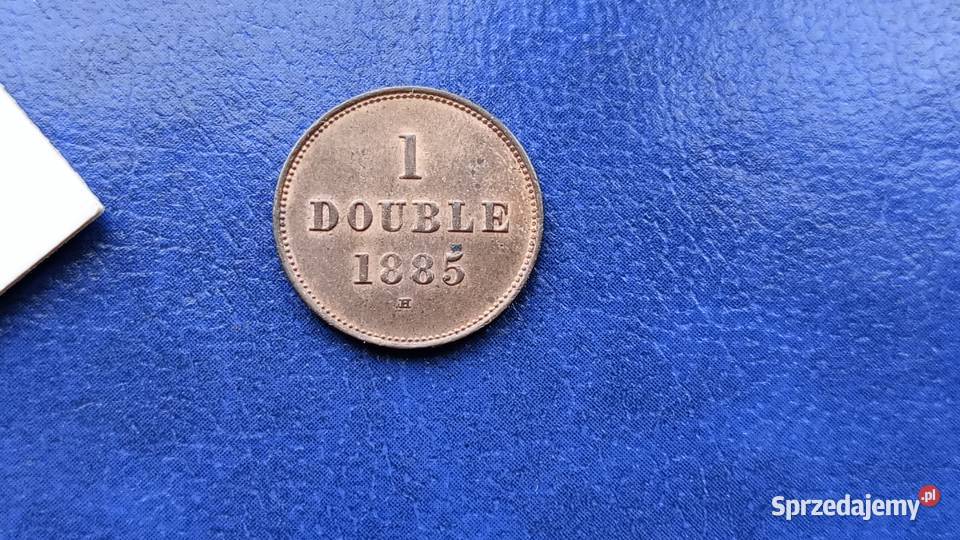 1
DOUBLE
1885
H
Sprzedajemy.pl